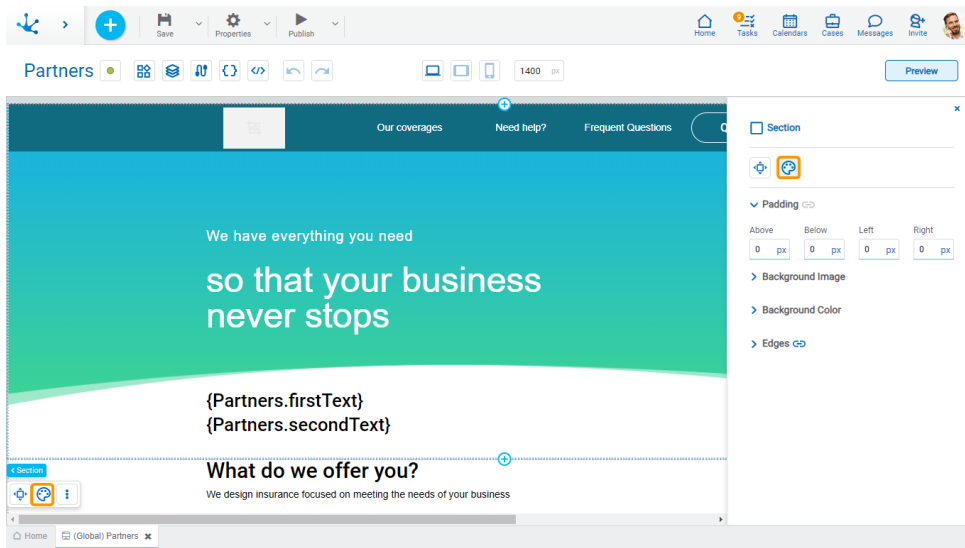 Save
Properties
Publish
Home
9
Tasks
Calendars
Cases
Messages
Invite
Partners
1400 px
Preview
Our coverages
Need help?
Frequent Questions
Q
We have everything you need
so that your business
never stops
{Partners.firstText}
{Partners.secondText}
What do we offer you?
We design insurance focused on meeting the needs of your business
Section
Section
Padding
Above Below Left Right
0 px 0 px 0 px 0 px
Background Image
Background Color
Edges
Home
(Global) Partners